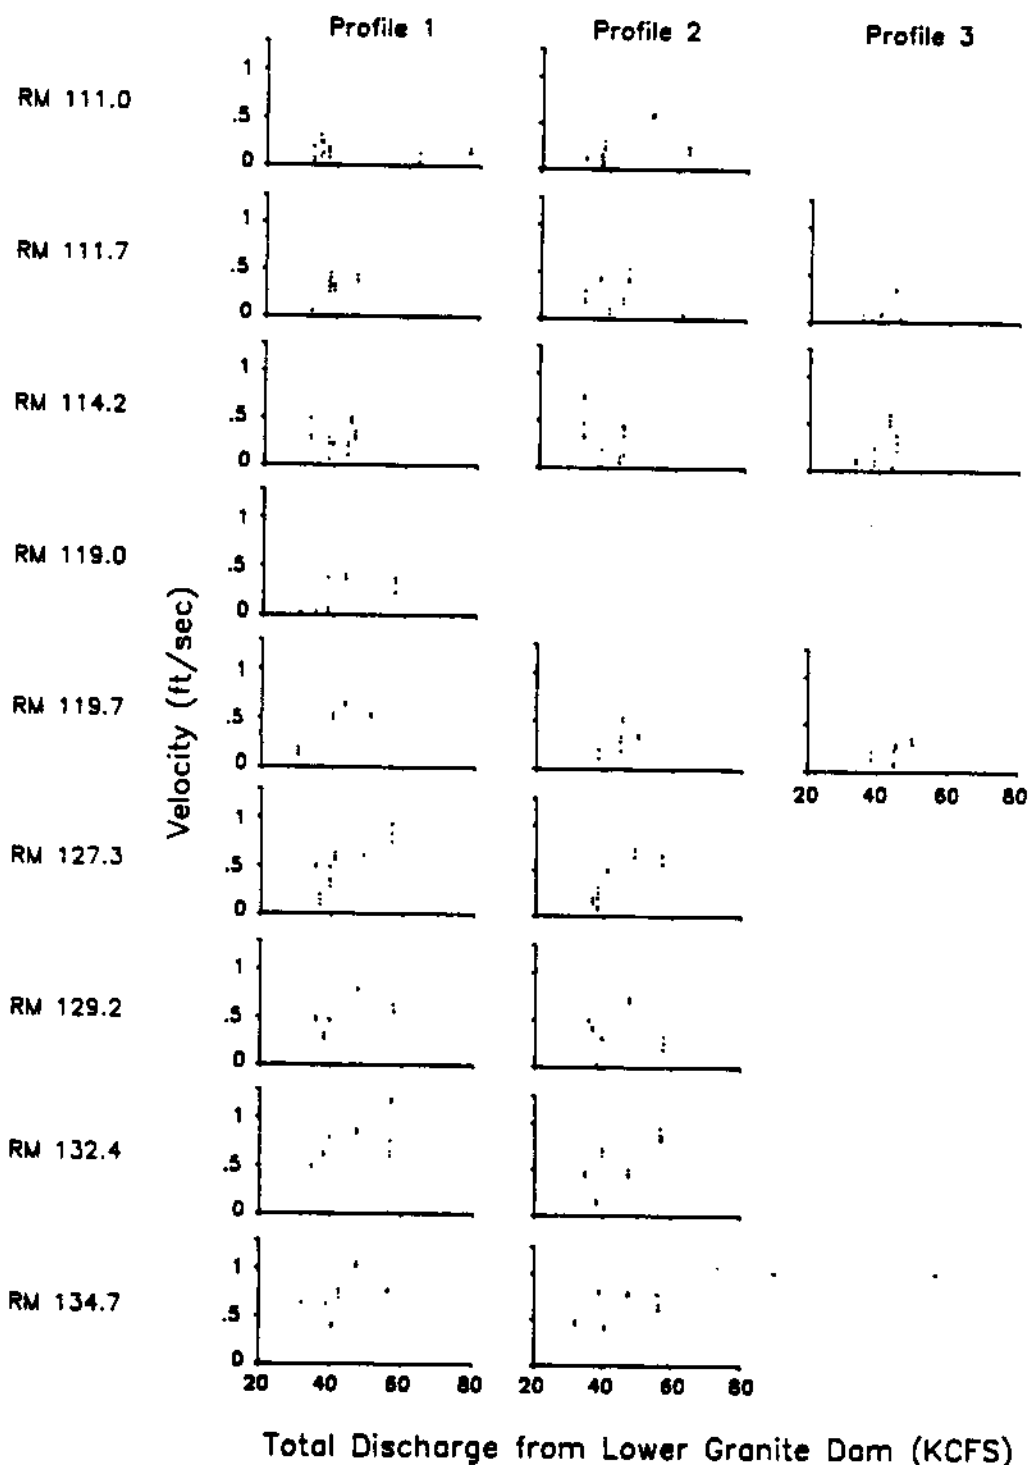 Profile 1 Profile 2 Profile 3
RM 111.0
1
.5
0
RM 111.7
1
.5
0
RM 114.2
1
.5
0
RM 119.0
1
.5
0
RM 119.7
1
.5
0
20 40 60 80
RM 127.3
1
.5
0
RM 129.2
1
.5
0
RM 132.4
1
.5
0
RM 134.7
1
.5
0
20 40 60 80 20 40 60 80
Velocity (ft/sec)
Total Discharge from Lower Granite Dam (KCFS)